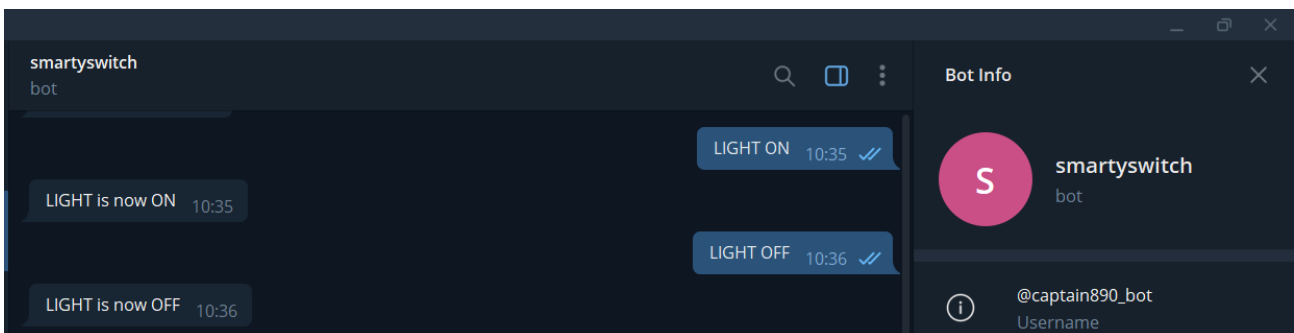 smartyswitch
bot
LIGHT ON 10:35
LIGHT is now ON 10:35
LIGHT OFF 10:36
LIGHT is now OFF 10:36
Bot Info
S
smartyswitch
bot
@captain890_bot
Username